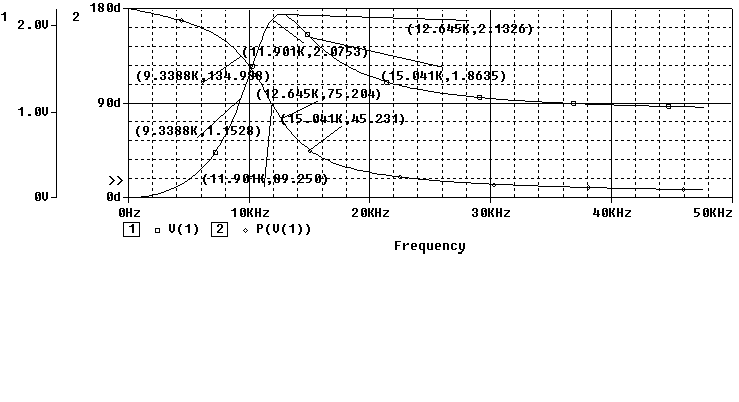 1 2
180d
2.0V
(12.645K,2.1326)
(11.901K,2.0753)
(9.3388K,134.988)
(15.041K,1.8635)
(12.645K,75.204)
1.0V
90d
(15.041K,45.231)
(9.3388K,1.1528)
(11.901K,89.250)
>>
0V
0d
0Hz 10KHz 20KHz 30KHz 40KHz 50KHz
1 V(1) 2 P(V(1))
Frequency